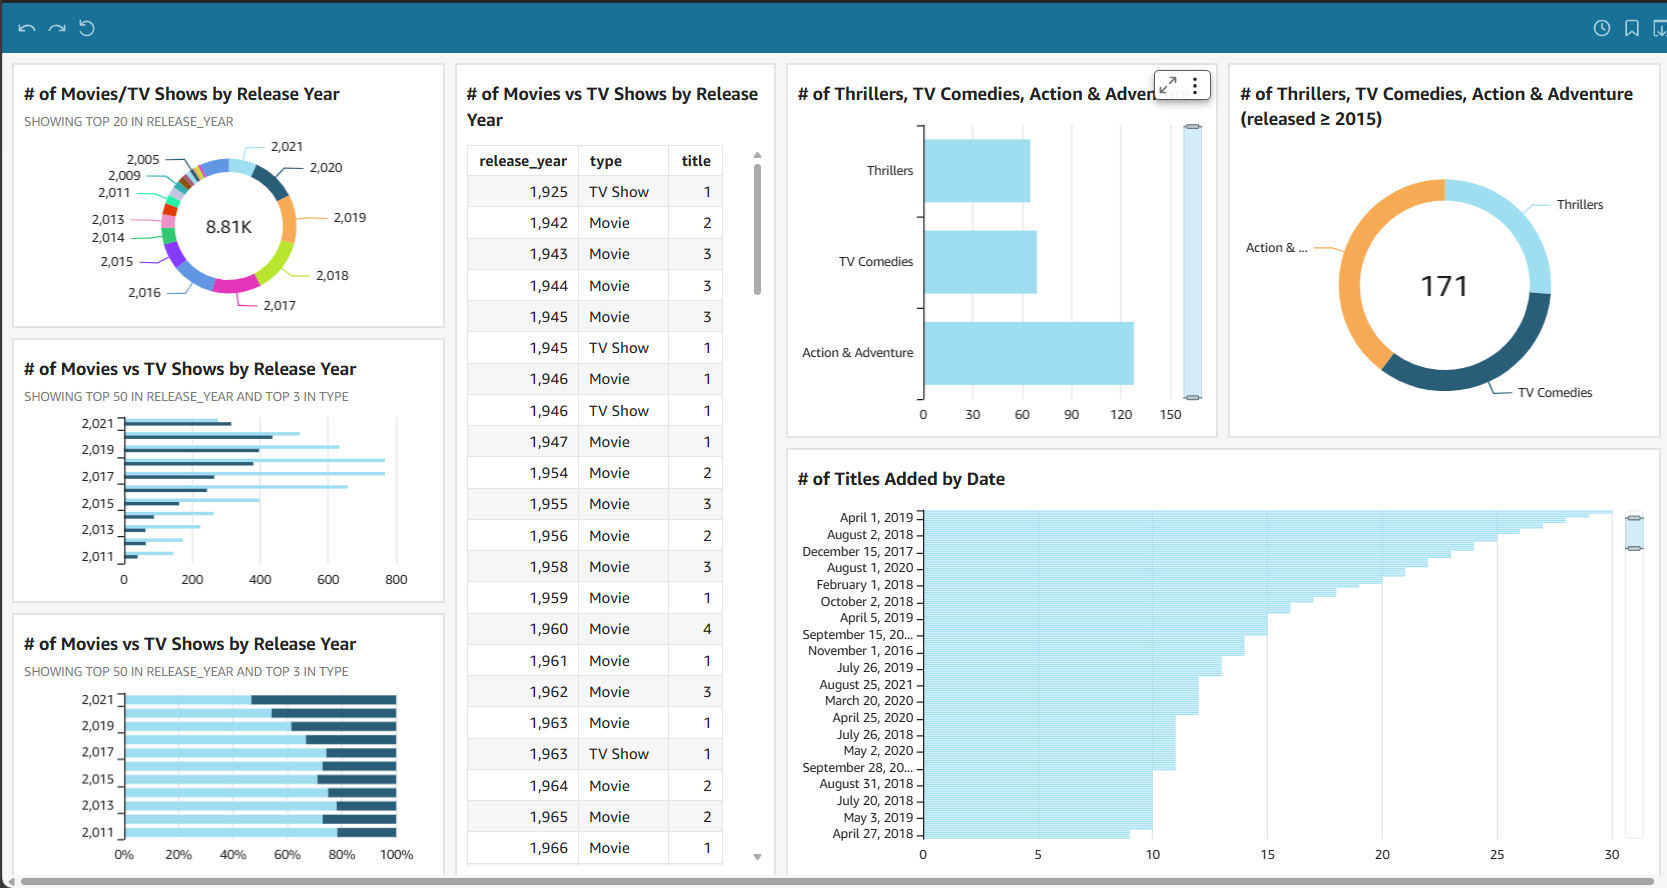 # of Movies/TV Shows by Release Year
SHOWING TOP 20 IN RELEASE_YEAR
2,021
2,020
2,019
2,018
2,017
2,016
2,015
2,014
2,013
2,011
2,009
2,005
8.81K
# of Movies vs TV Shows by Release Year
SHOWING TOP 50 IN RELEASE_YEAR AND TOP 3 IN TYPE
2,021
2,019
2,017
2,015
2,013
2,011
0 200 400 600 800
# of Movies vs TV Shows by Release Year
SHOWING TOP 50 IN RELEASE_YEAR AND TOP 3 IN TYPE
2,021
2,019
2,017
2,015
2,013
2,011
0% 20% 40% 60% 80% 100%
# of Movies vs TV Shows by Release
Year
release_year type title
1,925 TV Show 1
1,942 Movie 2
1,943 Movie 3
1,944 Movie 3
1,945 Movie 3
1,945 TV Show 1
1,946 Movie 1
1,946 TV Show 1
1,947 Movie 1
1,954 Movie 2
1,955 Movie 3
1,956 Movie 2
1,958 Movie 3
1,959 Movie 1
1,960 Movie 4
1,961 Movie 1
1,962 Movie 3
1,963 Movie 1
1,963 TV Show 1
1,964 Movie 2
1,965 Movie 2
1,966 Movie 1
# of Thrillers, TV Comedies, Action &
Thrillers
TV Comedies
Action & Adventure
0 30 60 90 120 150
# of Thrillers, TV Comedies, Action & Adventure
(released ≥ 2015)
Thrillers
Action & ...
171
TV Comedies
# of Titles Added by Date
April 1, 2019
August 2, 2018
December 15, 2017
August 1, 2020
February 1, 2018
October 2, 2018
April 5, 2019
September 15, 20...
November 1, 2016
July 26, 2019
August 25, 2021
March 20, 2020
April 25, 2020
July 26, 2018
May 2, 2020
September 28, 20...
August 31, 2018
July 20, 2018
May 3, 2019
April 27, 2018
0 5 10 15 20 25 30